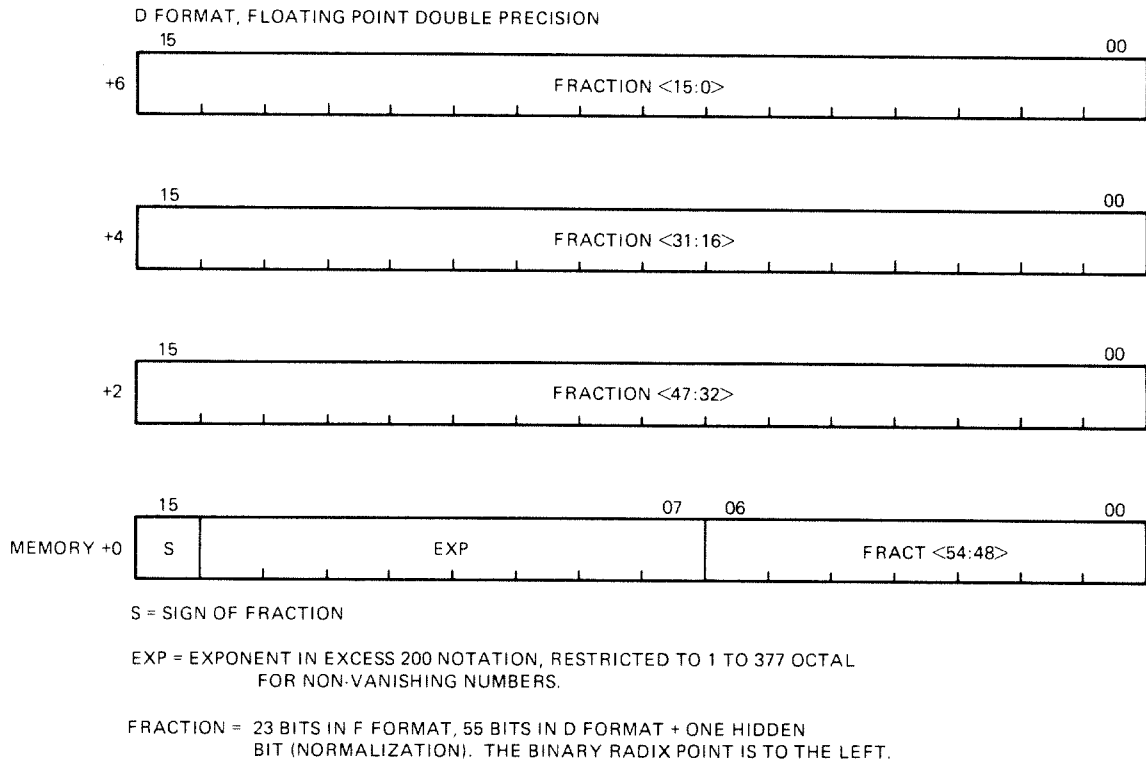 D FORMAT, FLOATING POINT DOUBLE PRECISION
15 00
+6 FRACTION <15:0>
15 00
+4 FRACTION <31:16>
15 00
+2 FRACTION <47:32>
15 07 06 00
MEMORY +0 S EXP FRACT <54:48>
S = SIGN OF FRACTION
EXP = EXPONENT IN EXCESS 200 NOTATION, RESTRICTED TO 1 TO 377 OCTAL
FOR NON-VANISHING NUMBERS.
FRACTION = 23 BITS IN F FORMAT, 55 BITS IN D FORMAT + ONE HIDDEN
BIT (NORMALIZATION). THE BINARY RADIX POINT IS TO THE LEFT.